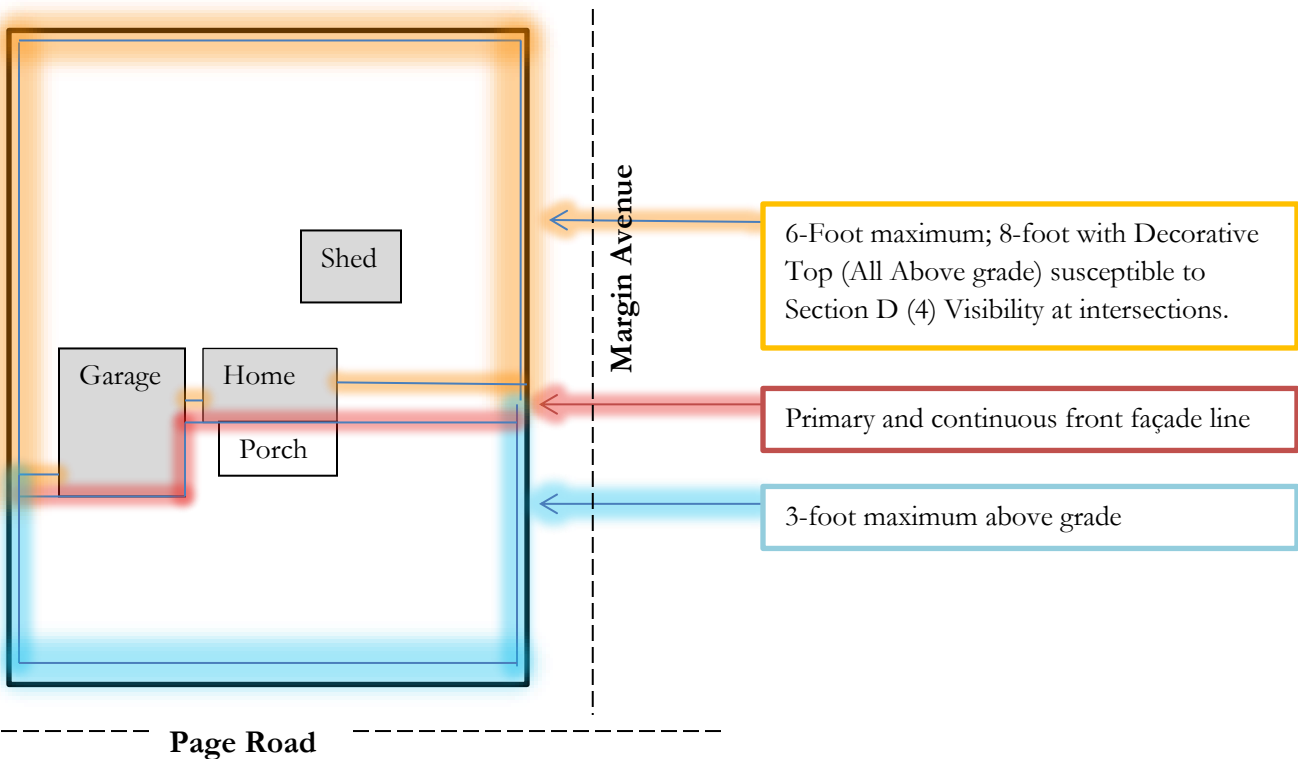 Margin Avenue
Shed
6-Foot maximum; 8-foot with Decorative
Top (All Above grade) susceptible to
Section D (4) Visibility at intersections.
Garage
Home
Primary and continuous front façade line
Porch
3-foot maximum above grade
Page Road